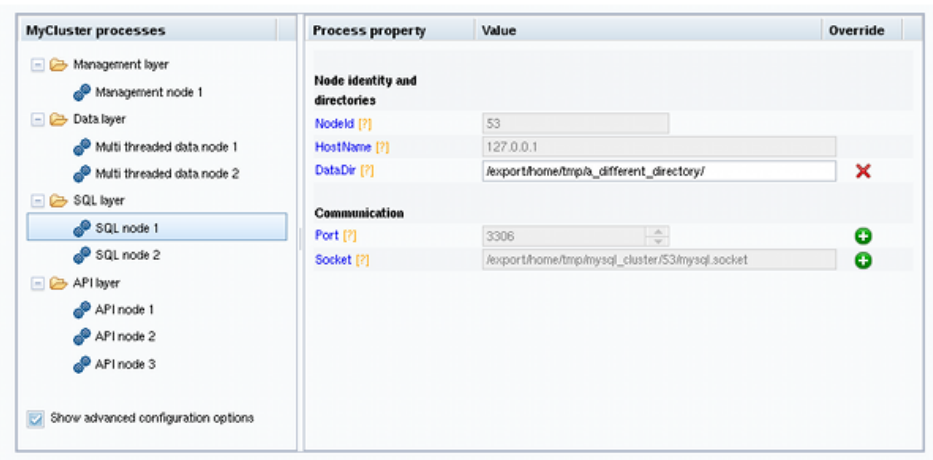 MyCluster processes
Management layer
Management node 1
Data layer
Multi threaded data node 1
Multi threaded data node 2
SQL layer
SQL node 1
SQL node 2
API layer
API node 1
API node 2
API node 3
Show advanced configuration options
Process property Value Override
Node identity and
directories
NodeId [?] 53
HostName [?] 127.0.0.1
DataDir [?] /export/home/tmp/a_different_directory/
Communication
Port [?] 3306
Socket [?] /export/home/tmp/mysql_cluster/53/mysql.socket